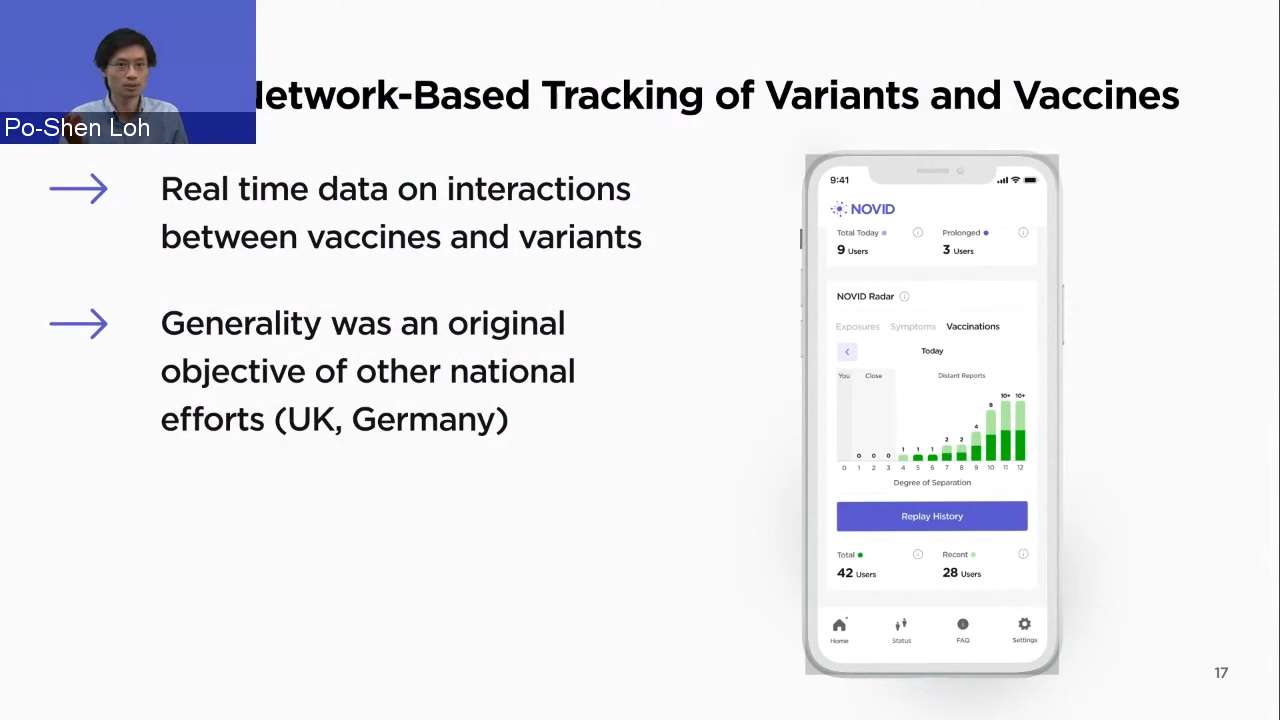 Network-Based Tracking of Variants and Vaccines
Po-Shen Loh
Real time data on interactions
between vaccines and variants
Generality was an original
objective of other national
efforts (UK, Germany)
9:41
NOVID
Total Today
Prolonged
9 Users
3 Users
NOVID Radar
Exposures Symptoms Vaccinations
Today
You Close Distant Reports
10+ 10+
8
4
2 2
1 1 1
0 0 0
0 1 2 3 4 5 6 7 8 9 10 11 12
Degree of Separation
Replay History
Total
Recent
42 Users
28 Users
Home Status FAQ Settings
17